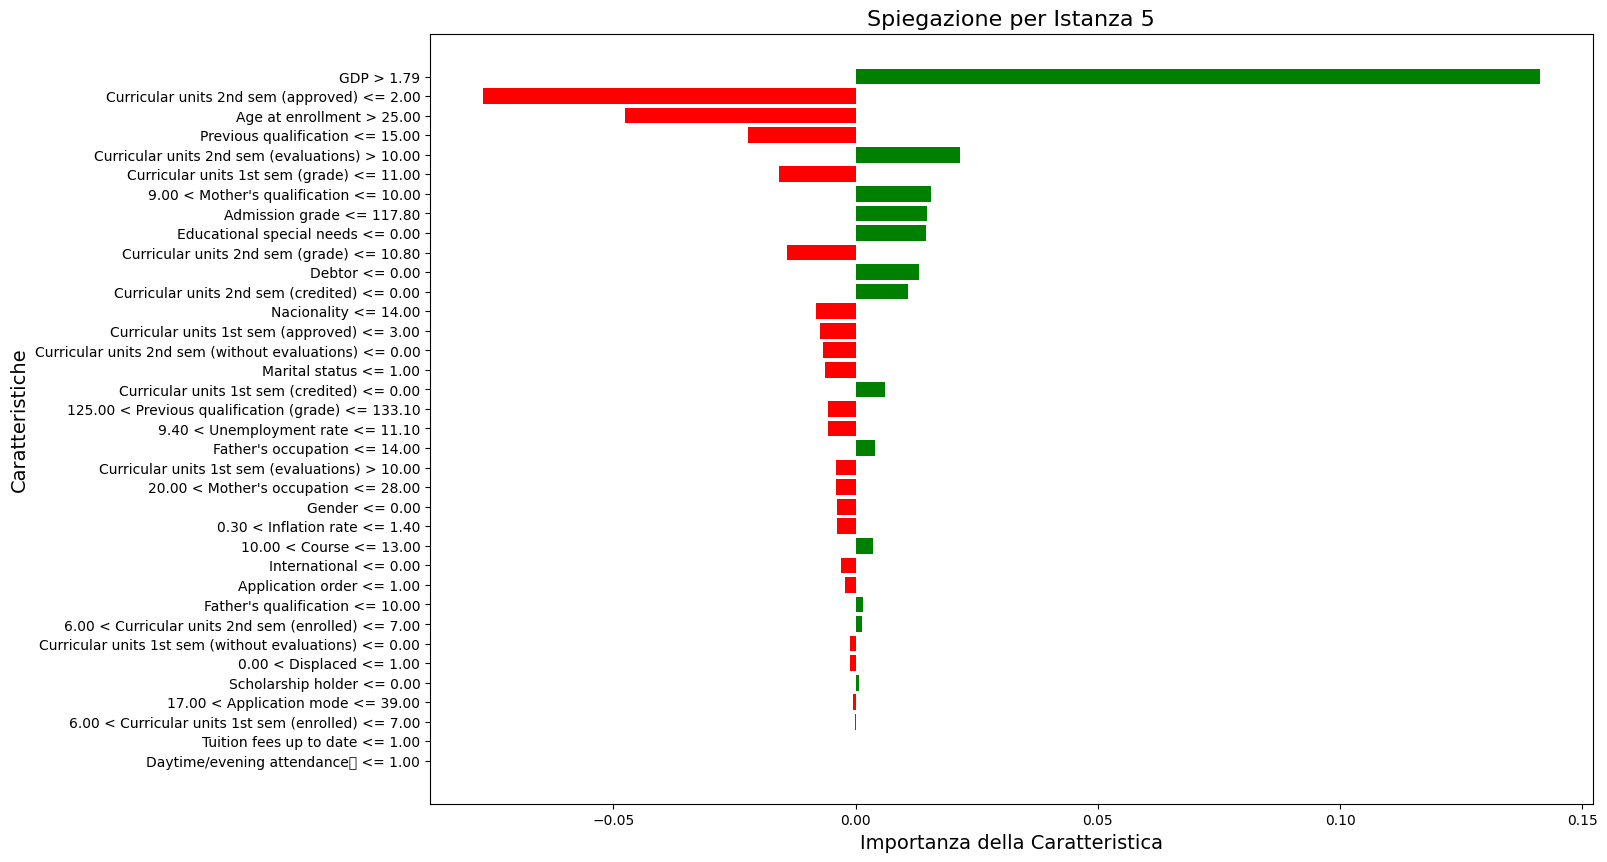 Spiegazione per Istanza 5
Caratteristiche
GDP > 1.79
Curricular units 2nd sem (approved) <= 2.00
Age at enrollment > 25.00
Previous qualification <= 15.00
Curricular units 2nd sem (evaluations) > 10.00
Curricular units 1st sem (grade) <= 11.00
9.00 < Mother's qualification <= 10.00
Admission grade <= 117.80
Educational special needs <= 0.00
Curricular units 2nd sem (grade) <= 10.80
Debtor <= 0.00
Curricular units 2nd sem (credited) <= 0.00
Nacionality <= 14.00
Curricular units 1st sem (approved) <= 3.00
Curricular units 2nd sem (without evaluations) <= 0.00
Marital status <= 1.00
Curricular units 1st sem (credited) <= 0.00
125.00 < Previous qualification (grade) <= 133.10
9.40 < Unemployment rate <= 11.10
Father's occupation <= 14.00
Curricular units 1st sem (evaluations) > 10.00
20.00 < Mother's occupation <= 28.00
Gender <= 0.00
0.30 < Inflation rate <= 1.40
10.00 < Course <= 13.00
International <= 0.00
Application order <= 1.00
Father's qualification <= 10.00
6.00 < Curricular units 2nd sem (enrolled) <= 7.00
Curricular units 1st sem (without evaluations) <= 0.00
0.00 < Displaced <= 1.00
Scholarship holder <= 0.00
17.00 < Application mode <= 39.00
6.00 < Curricular units 1st sem (enrolled) <= 7.00
Tuition fees up to date <= 1.00
Daytime/evening attendance▯ <= 1.00
−0.05 0.00 0.05 0.10 0.15
Importanza della Caratteristica